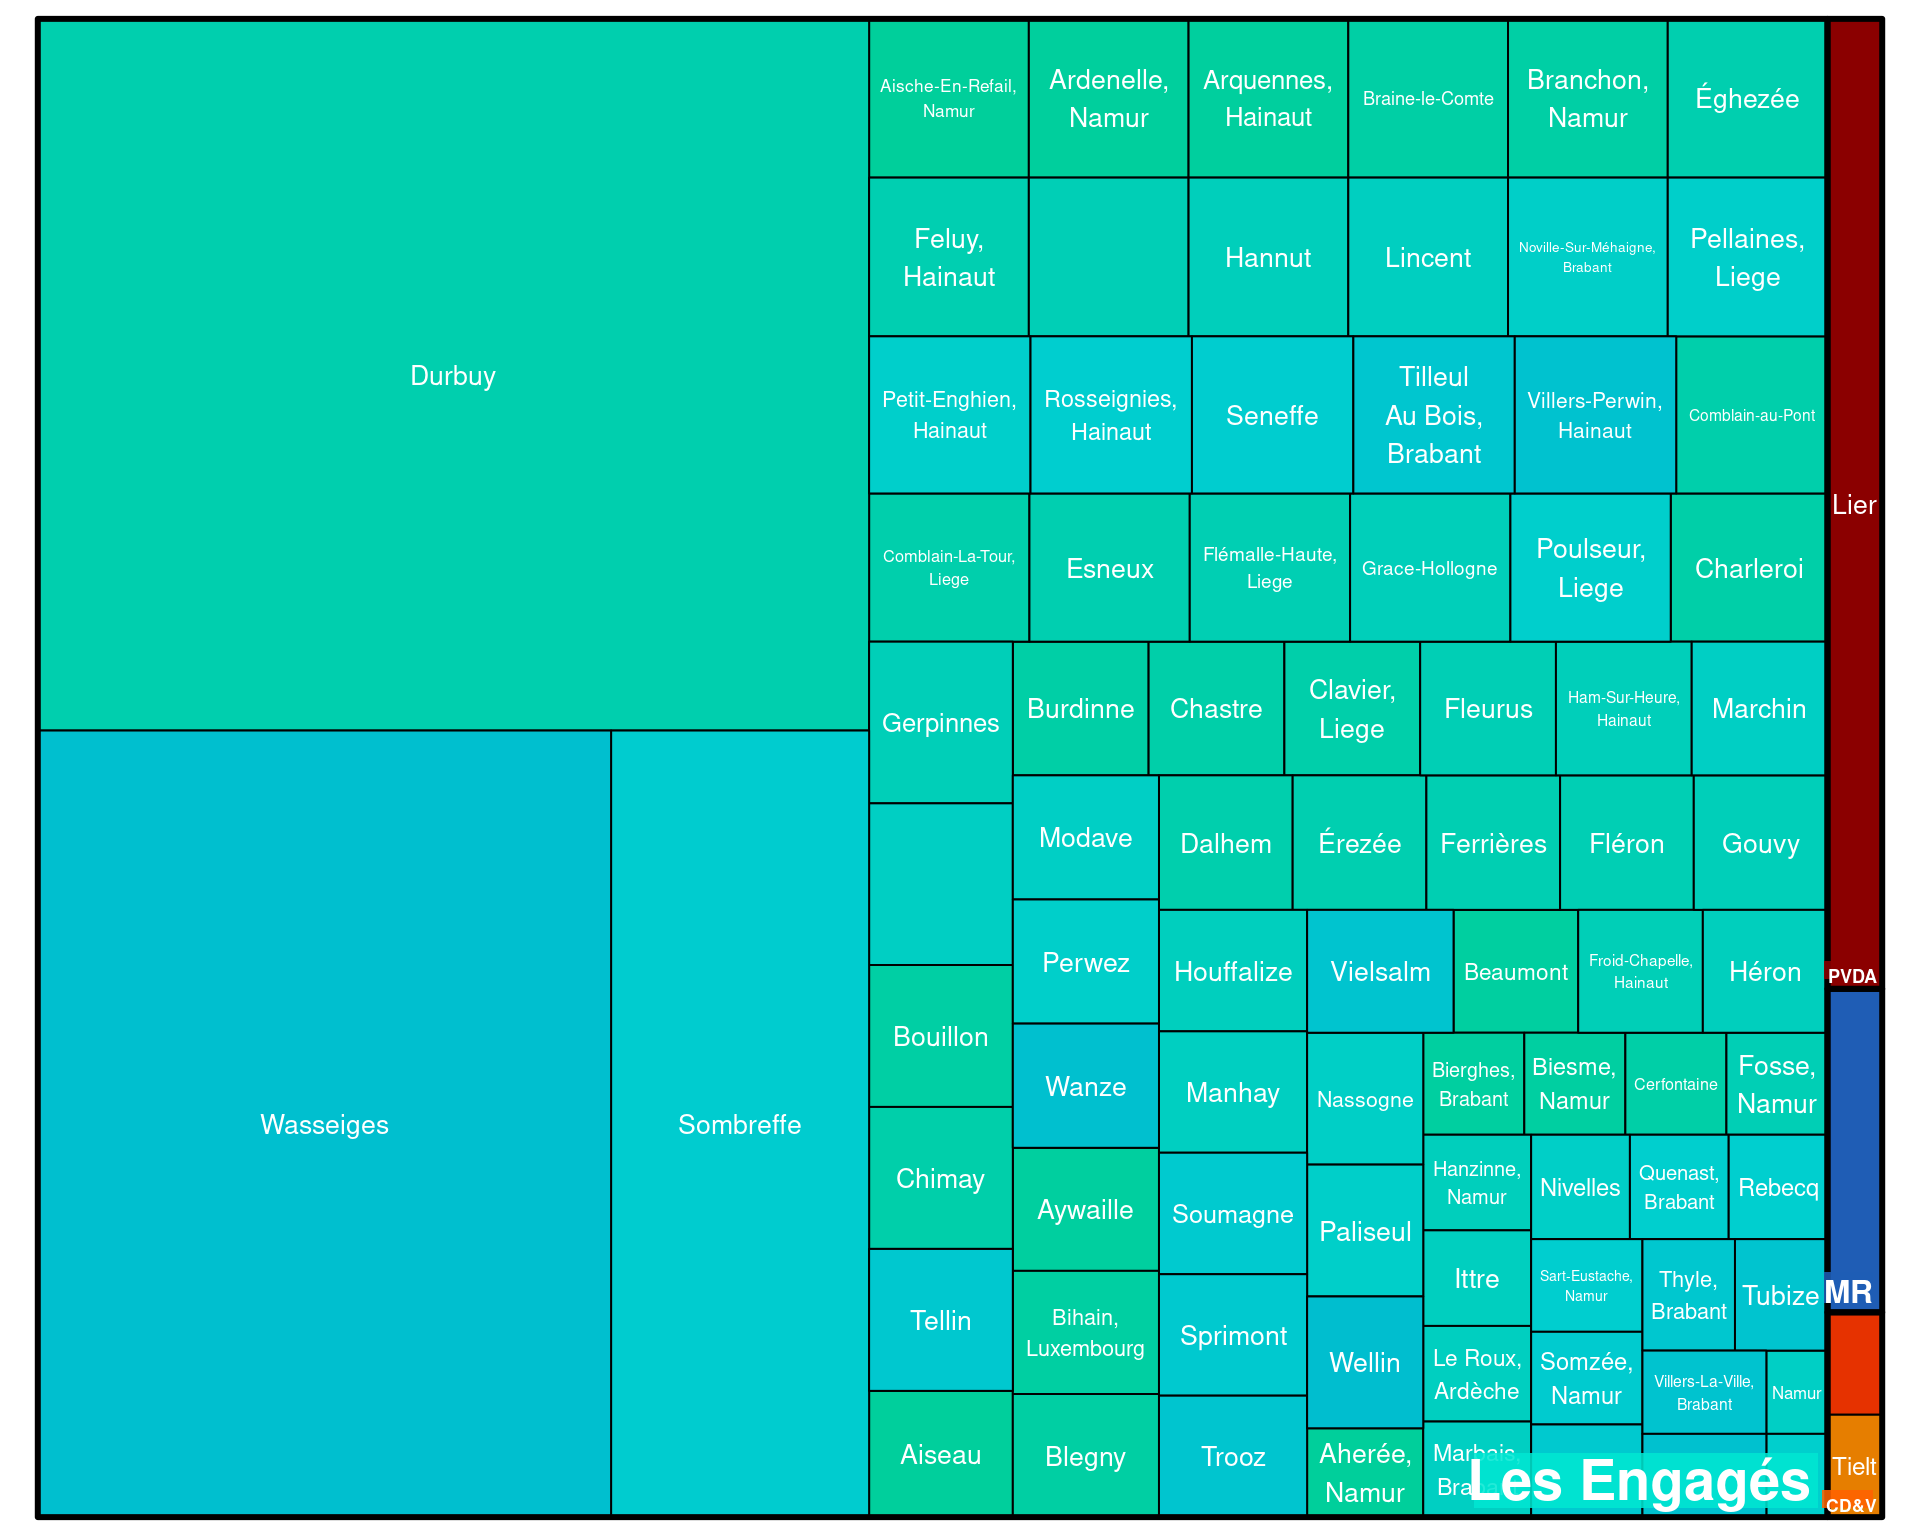 Durbuy
Wasseiges
Sombreffe
Aische-En-Refail,
Namur
Ardenelle,
Namur
Arquennes,
Hainaut
Braine-le-Comte
Branchon,
Namur
Éghezée
Feluy,
Hainaut
Hannut
Lincent
Noville-Sur-Méhaigne,
Brabant
Pellaines,
Liege
Petit-Enghien,
Hainaut
Rosseignies,
Hainaut
Seneffe
Tilleul
Au Bois,
Brabant
Villers-Perwin,
Hainaut
Comblain-au-Pont
Comblain-La-Tour,
Liege
Esneux
Flémalle-Haute,
Liege
Grace-Hollogne
Poulseur,
Liege
Charleroi
Gerpinnes
Burdinne
Chastre
Clavier,
Liege
Fleurus
Ham-Sur-Heure,
Hainaut
Marchin
Modave
Dalhem
Érezée
Ferrières
Fléron
Gouvy
Perwez
Houffalize
Vielsalm
Beaumont
Froid-Chapelle,
Hainaut
Héron
Bouillon
Wanze
Manhay
Nassogne
Bierghes,
Brabant
Biesme,
Namur
Cerfontaine
Fosse,
Namur
Chimay
Aywaille
Soumagne
Paliseul
Hanzinne,
Namur
Nivelles
Quenast,
Brabant
Rebecq
Tellin
Bihain,
Luxembourg
Sprimont
Wellin
Ittre
Sart-Eustache,
Namur
Thyle,
Brabant
Tubize
Le Roux,
Ardèche
Somzée,
Namur
Villers-La-Ville,
Brabant
Namur
Aiseau
Blegny
Trooz
Aherée,
Namur
Marbais,
Les Engagés
Lier
PVDA
MR
Tielt
CD&V